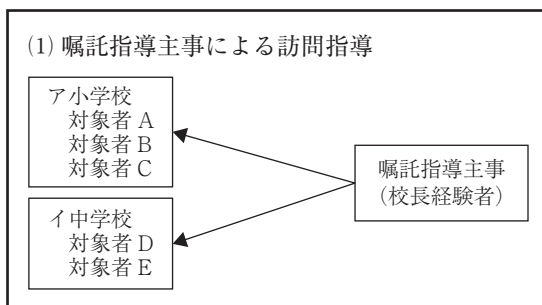 (1) 嘱託指導主事による訪問指導
ア小学校
対象者 A
対象者 B
対象者 C
嘱託指導主事
(校長経験者)
イ中学校
対象者 D
対象者 E